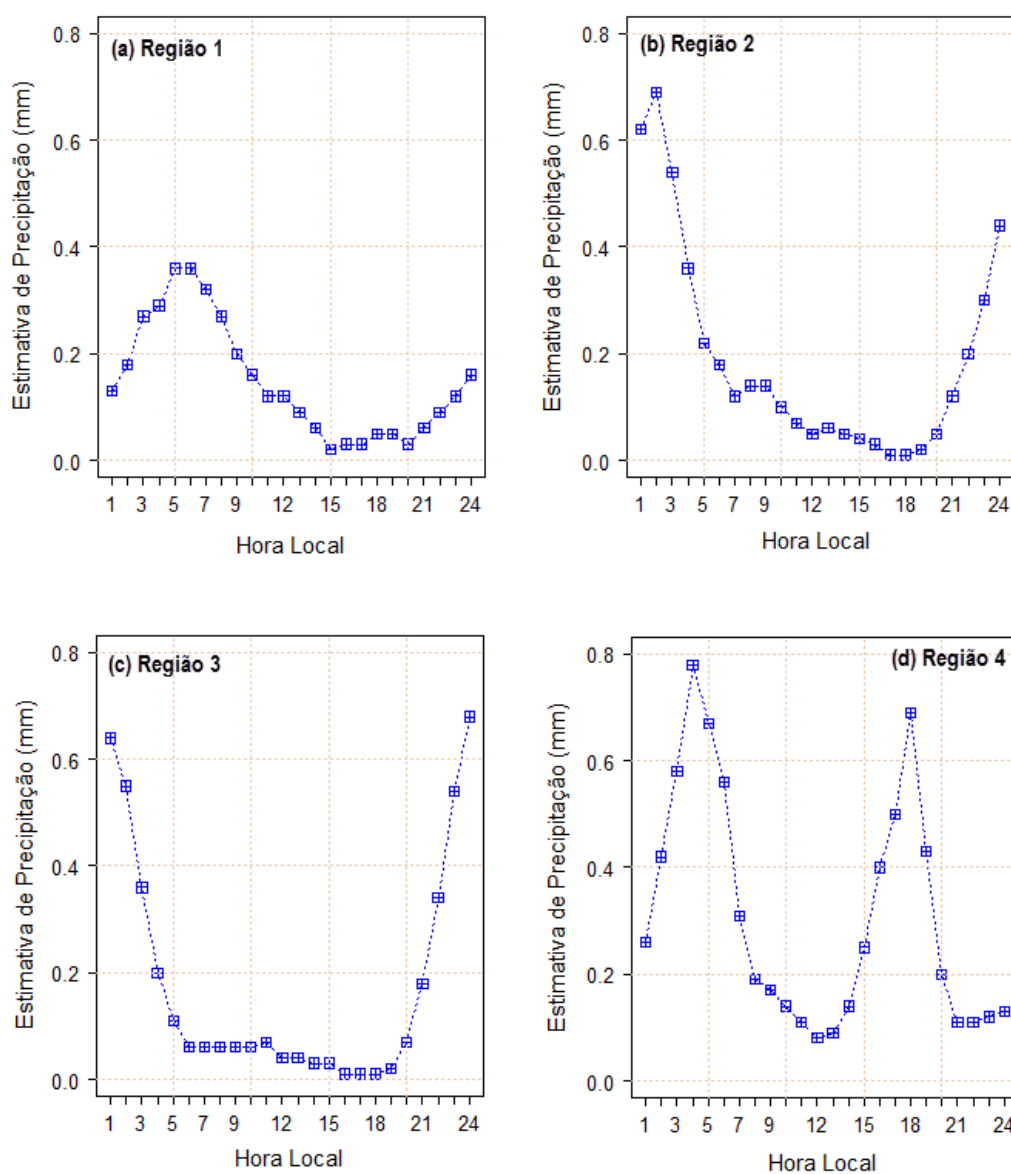 (a) Região 1
Estimativa de Precipitação (mm)
0.8
0.6
0.4
0.2
0.0
1 3 5 7 9 12 15 18 21 24
Hora Local
(b) Região 2
Estimativa de Precipitação (mm)
0.8
0.6
0.4
0.2
0.0
1 3 5 7 9 12 15 18 21 24
Hora Local
(c) Região 3
Estimativa de Precipitação (mm)
0.8
0.6
0.4
0.2
0.0
1 3 5 7 9 12 15 18 21 24
Hora Local
(d) Região 4
Estimativa de Precipitação (mm)
0.8
0.6
0.4
0.2
0.0
1 3 5 7 9 12 15 18 21 24
Hora Local